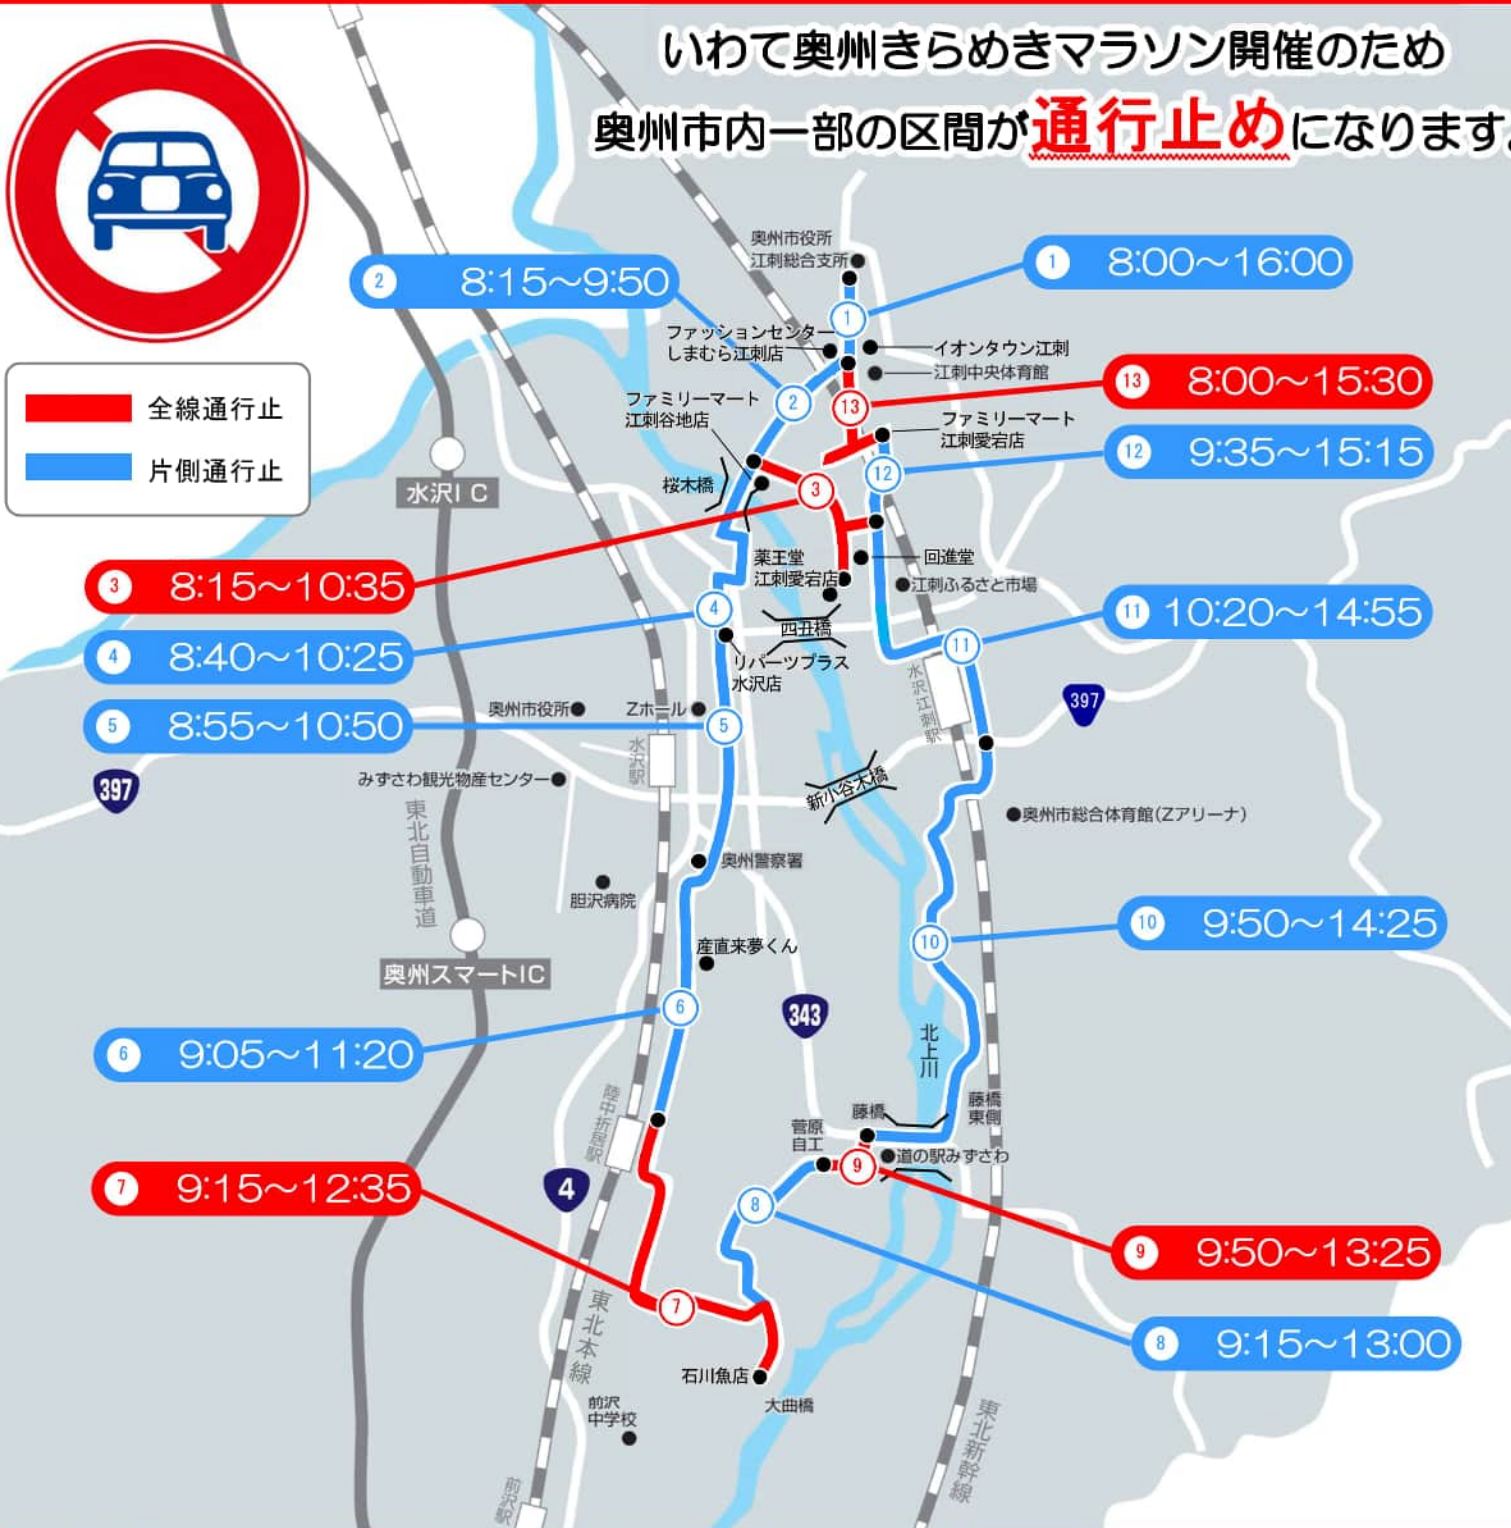 いわて奥州きらめきマラソン開催のため
奥州市内一部の区間が通行止めになります。
全線通行止
片側通行止
① 8:00～16:00
② 8:15～9:50
⑬ 8:00～15:30
⑫ 9:35～15:15
③ 8:15～10:35
④ 8:40～10:25
⑤ 8:55～10:50
⑪ 10:20～14:55
⑩ 9:50～14:25
⑥ 9:05～11:20
⑦ 9:15～12:35
⑨ 9:50～13:25
⑧ 9:15～13:00
奥州市役所
江刺総合支所
①
ファッションセンター
しまむら江刺店
イオンタウン江刺
江刺中央体育館
②
⑬
ファミリーマート
江刺谷地店
ファミリーマート
江刺愛宕店
桜木橋
③
⑫
水沢IC
薬王堂
江刺愛宕店
回進堂
江刺ふるさと市場
④
四丑橋
⑪
リパーツプラス
水沢店
水沢江刺駅
397
奥州市役所
Zホール
⑤
水沢駅
みずさわ観光物産センター
新小谷木橋
397
東北自動車道
奥州市総合体育館(Zアリーナ)
奥州警察署
胆沢病院
⑩
産直来夢くん
奥州スマートIC
⑥
343
北上川
陸中折居駅
藤橋
藤橋
東側
菅原
自工
⑨
道の駅みずさわ
4
⑧
⑦
東北本線
石川魚店
大曲橋
前沢
中学校
東北新幹線
前沢駅